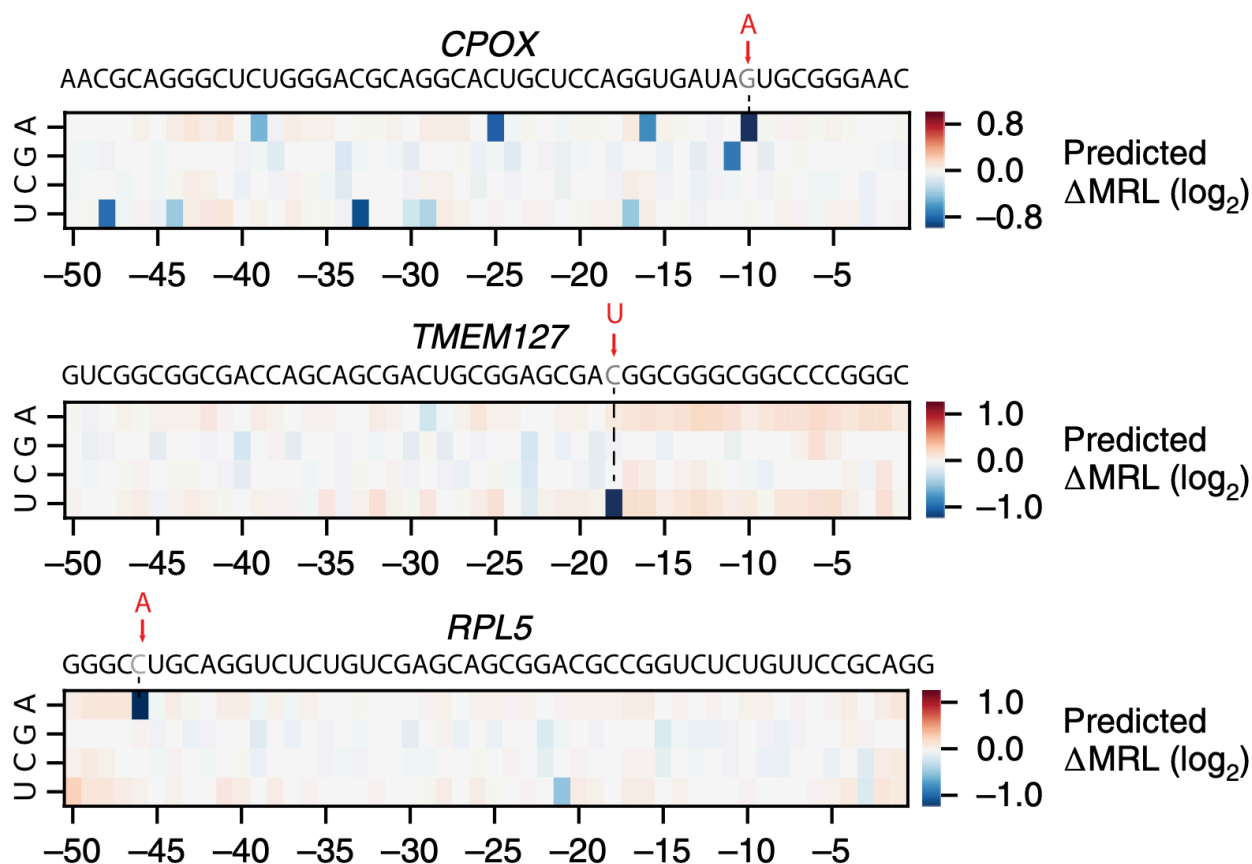 A
CPOX
AACGCAGGGCUCUGGGACGCAGGCACUGCUCCAGGUGAUAGUGCGGGAAC
U C G A
0.8
0.0
−0.8
Predicted
ΔMRL (log2)
−50 −45 −40 −35 −30 −25 −20 −15 −10 −5
U
TMEM127
GUCGGCGGCGACCAGCAGCGACUGCGGAGCGACGGCGGGCGGCCCCGGGC
U C G A
1.0
0.0
−1.0
Predicted
ΔMRL (log2)
−50 −45 −40 −35 −30 −25 −20 −15 −10 −5
A
RPL5
GGGCCUGCAGGUCUCUGUCGAGCAGCGGACGCCGGUCUCUGUUCCGCAGG
U C G A
1.0
0.0
−1.0
Predicted
ΔMRL (log2)
−50 −45 −40 −35 −30 −25 −20 −15 −10 −5